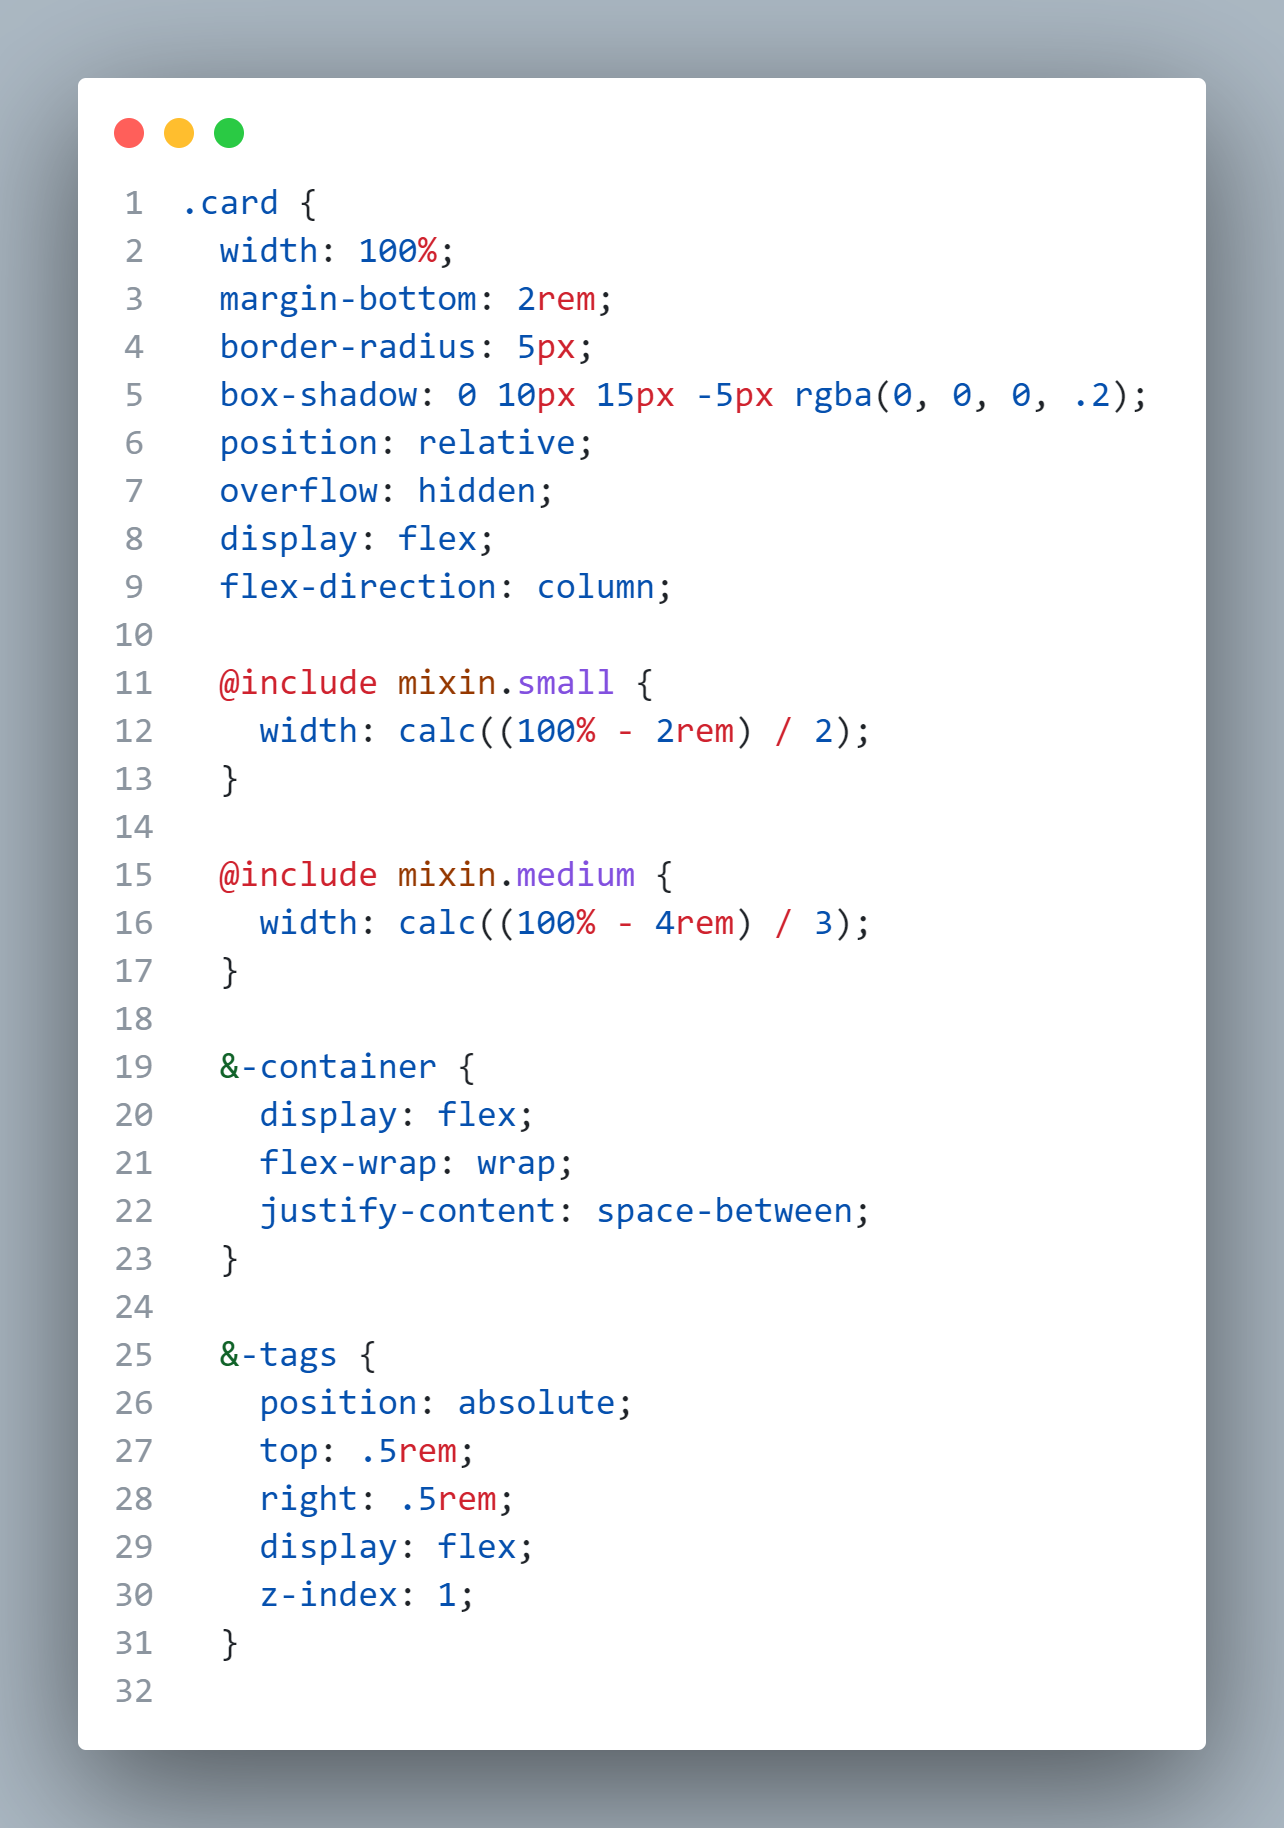 1 .card {
2   width: 100%;
3   margin-bottom: 2rem;
4   border-radius: 5px;
5   box-shadow: 0 10px 15px -5px rgba(0, 0, 0, .2);
6   position: relative;
7   overflow: hidden;
8   display: flex;
9   flex-direction: column;
10
11   @include mixin.small {
12     width: calc((100% - 2rem) / 2);
13   }
14
15   @include mixin.medium {
16     width: calc((100% - 4rem) / 3);
17   }
18
19   &-container {
20     display: flex;
21     flex-wrap: wrap;
22     justify-content: space-between;
23   }
24
25   &-tags {
26     position: absolute;
27     top: .5rem;
28     right: .5rem;
29     display: flex;
30     z-index: 1;
31   }
32